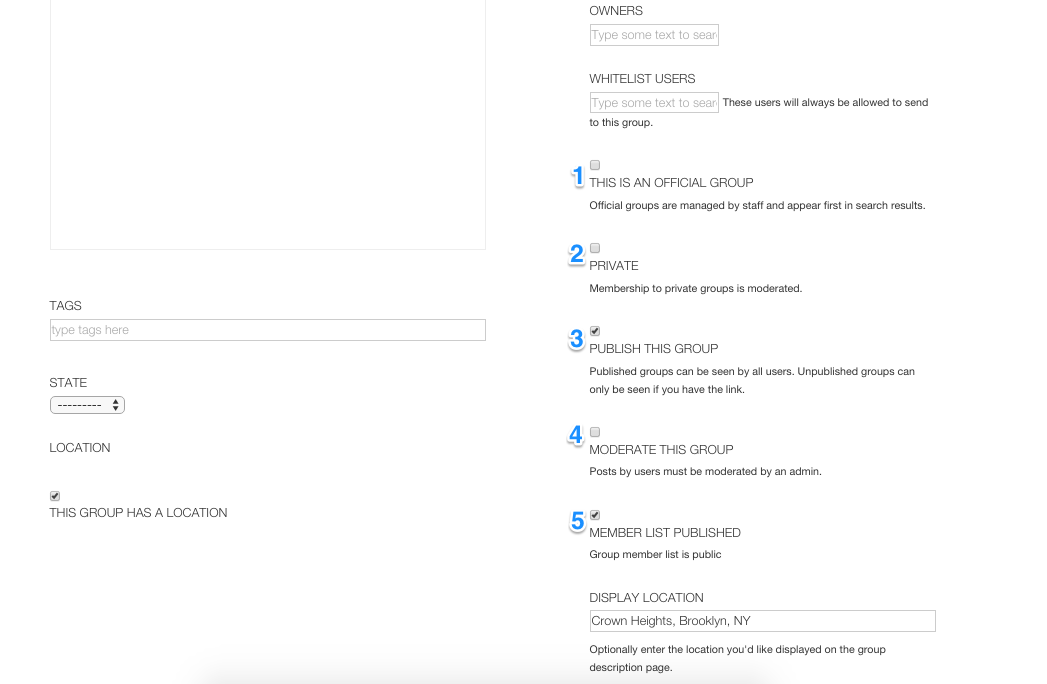 OWNERS
Type some text to sear
WHITELIST USERS
Type some text to sear These users will always be allowed to send
to this group.
1
THIS IS AN OFFICIAL GROUP
Official groups are managed by staff and appear first in search results.
2
PRIVATE
Membership to private groups is moderated.
3
PUBLISH THIS GROUP
Published groups can be seen by all users. Unpublished groups can
only be seen if you have the link.
4
MODERATE THIS GROUP
Posts by users must be moderated by an admin.
5
MEMBER LIST PUBLISHED
Group member list is public
DISPLAY LOCATION
Crown Heights, Brooklyn, NY
Optionally enter the location you'd like displayed on the group
description page.
TAGS
type tags here
STATE
---------
LOCATION
THIS GROUP HAS A LOCATION